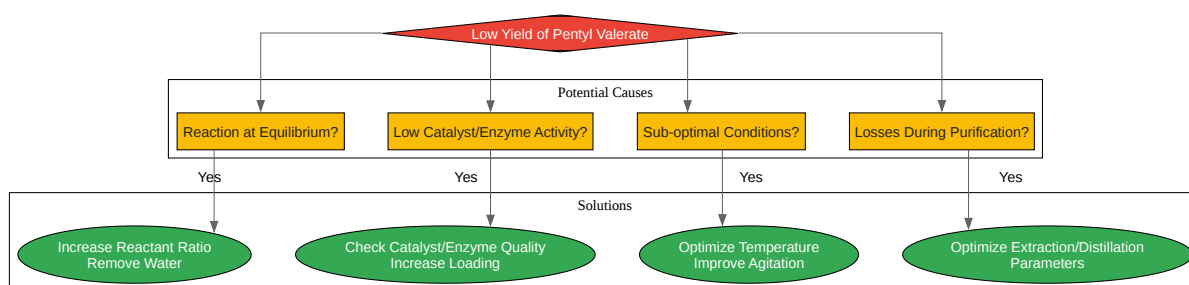 Low Yield of Pentyl Valerate
Potential Causes
Reaction at Equilibrium?
Low Catalyst/Enzyme Activity?
Sub-optimal Conditions?
Losses During Purification?
Yes
Yes
Yes
Yes
Solutions
Increase Reactant Ratio
Remove Water
Check Catalyst/Enzyme Quality
Increase Loading
Optimize Temperature
Improve Agitation
Optimize Extraction/Distillation
Parameters